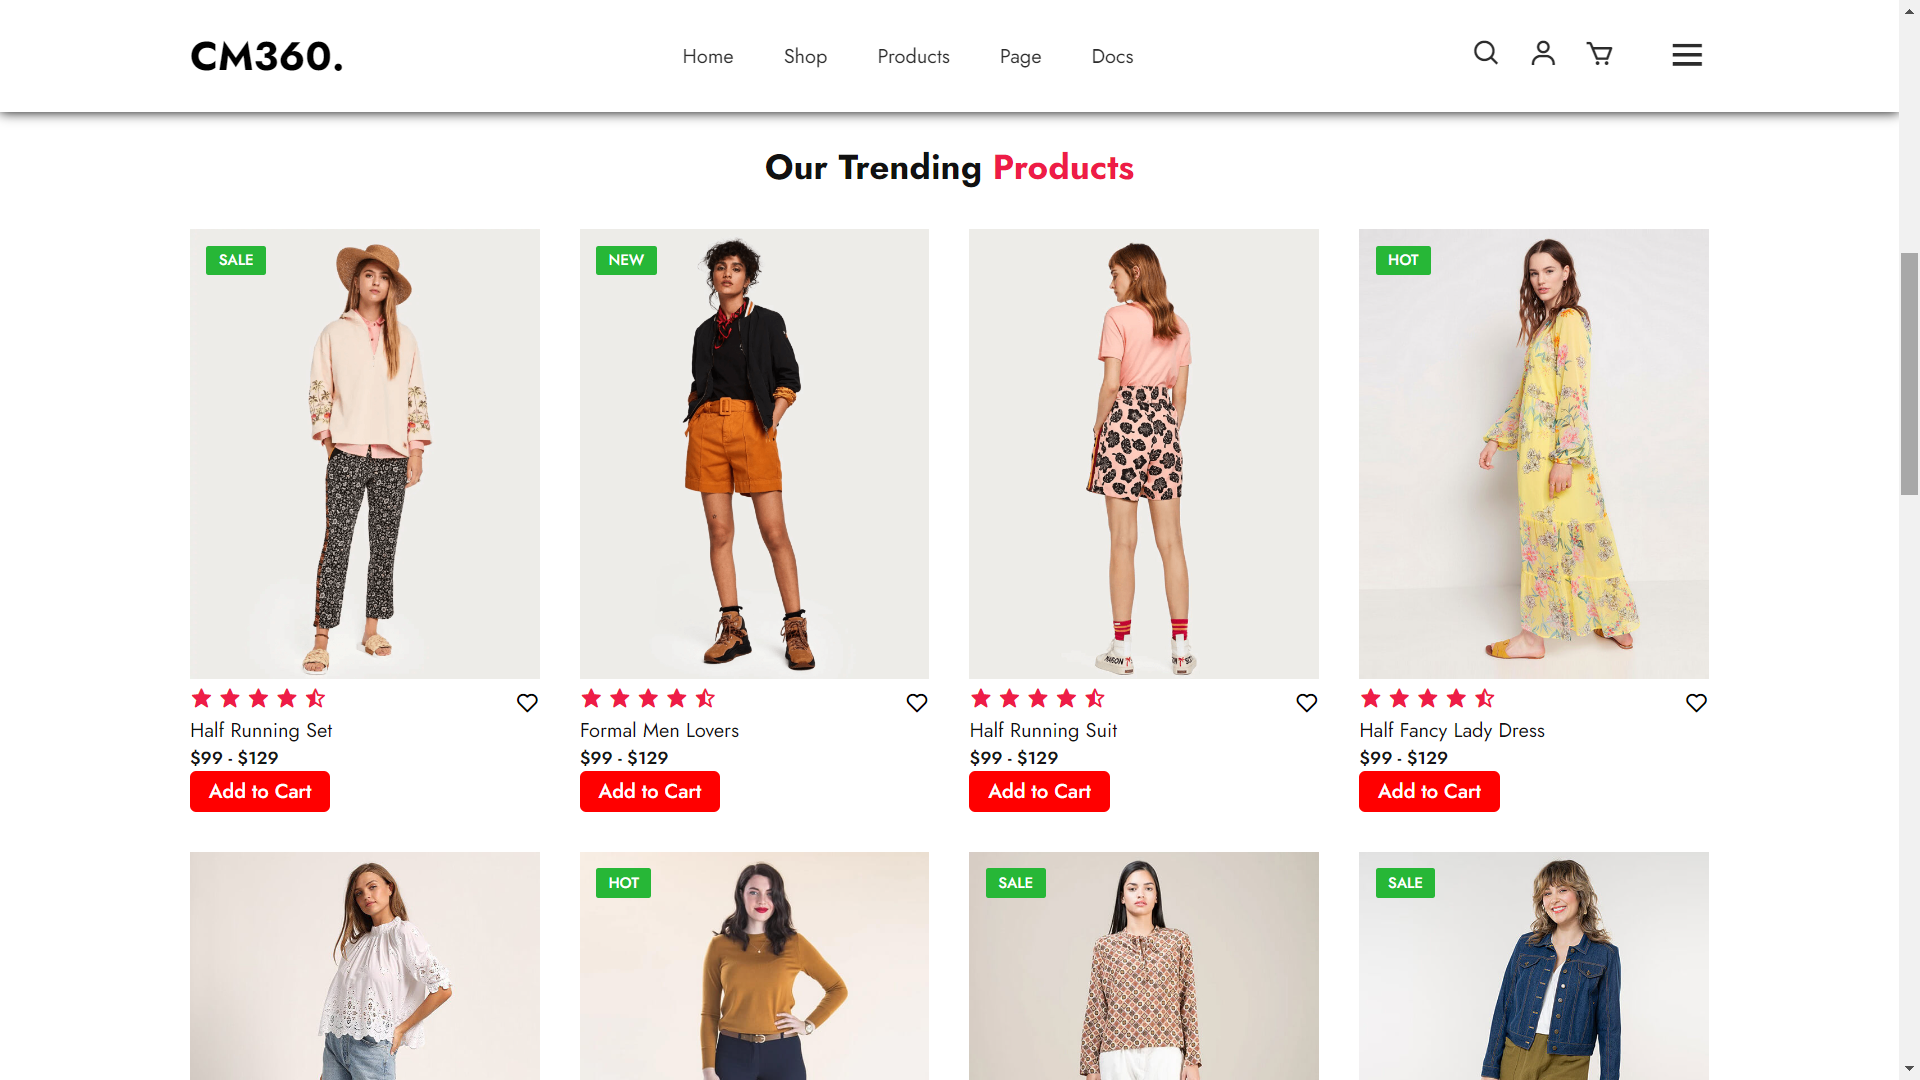 CM360.
Home Shop Products Page Docs
Our Trending Products
SALE
NEW
HOT
Half Running Set
$99 - $129
Add to Cart
Formal Men Lovers
$99 - $129
Add to Cart
Half Running Suit
$99 - $129
Add to Cart
Half Fancy Lady Dress
$99 - $129
Add to Cart
HOT
SALE
SALE